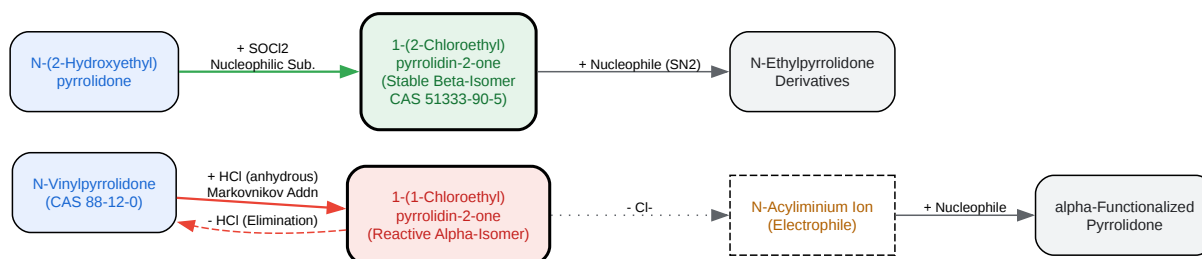 N-(2-Hydroxyethyl)
pyrrolidone
+ SOCl2
Nucleophilic Sub.
1-(2-Chloroethyl)
pyrrolidin-2-one
(Stable Beta-Isomer
CAS 51333-90-5)
+ Nucleophile (SN2)
N-Ethylpyrrolidone
Derivatives
N-Vinylpyrrolidone
(CAS 88-12-0)
+ HCl (anhydrous)
Markovnikov Addn
- HCl (Elimination)
1-(1-Chloroethyl)
pyrrolidin-2-one
(Reactive Alpha-Isomer)
- Cl-
N-Acyliminium Ion
(Electrophile)
+ Nucleophile
alpha-Functionalized
Pyrrolidone